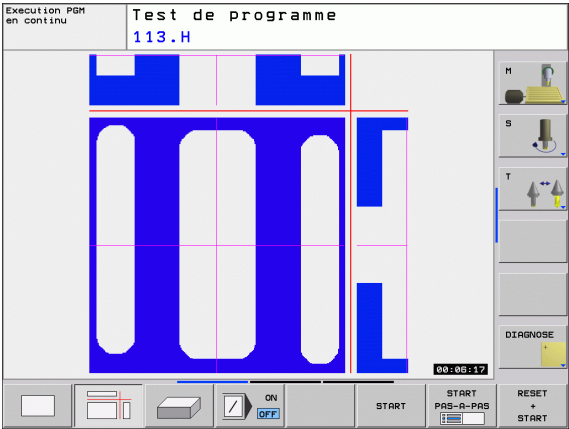 Execution PGM
en continu
Test de programme
113.H
M
S
T
DIAGNOSE
00:06:17
ON
OFF
START
START
PAS-A-PAS
RESET
+
START